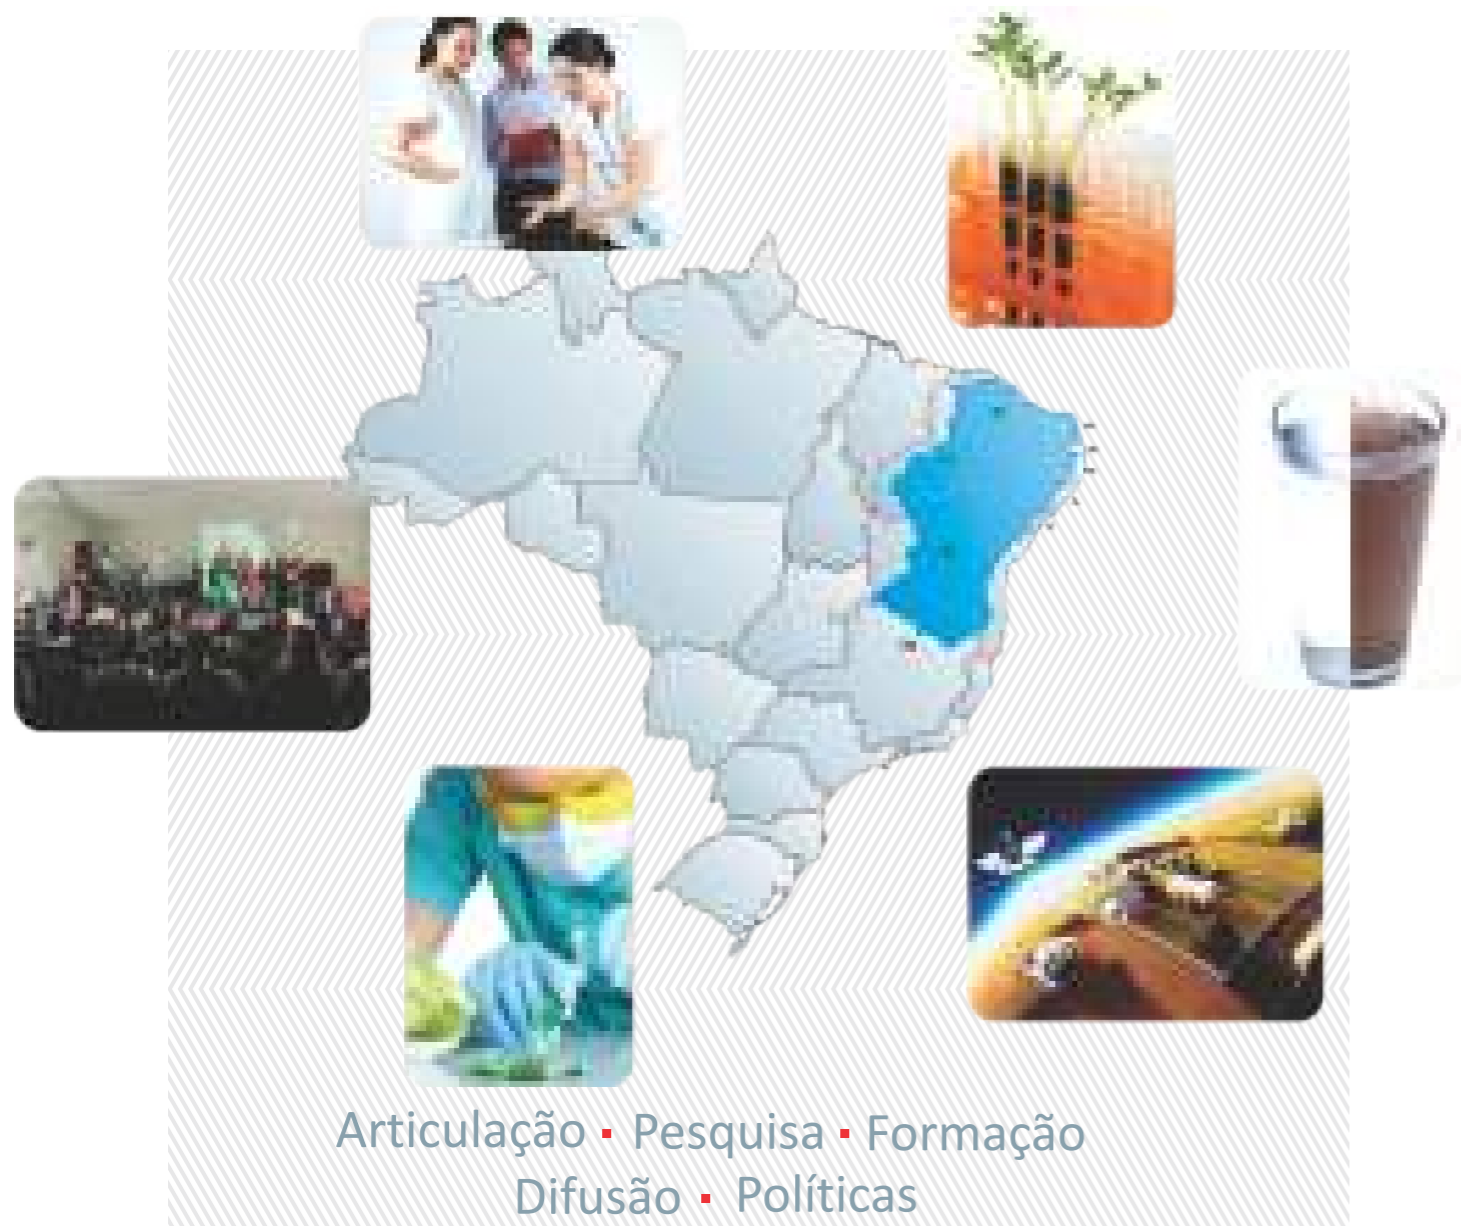 Articulação ▪ Pesquisa ▪ Formação
Difusão ▪ Políticas